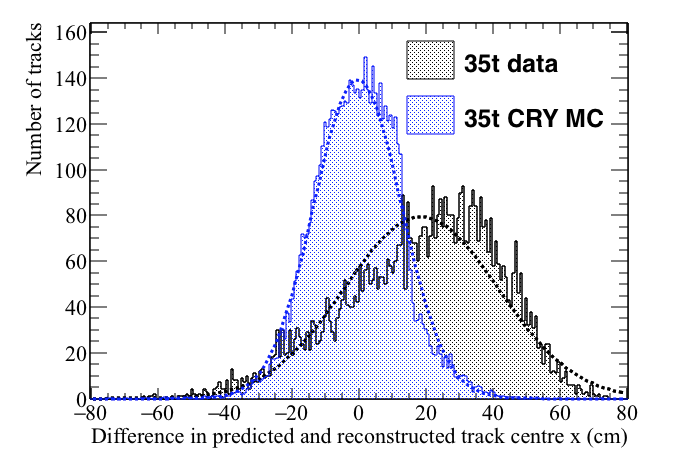 Number of tracks
160
140
120
100
80
60
40
20
0
35t data
35t CRY MC
−80 −60 −40 −20 0 20 40 60 80
Difference in predicted and reconstructed track centre x (cm)